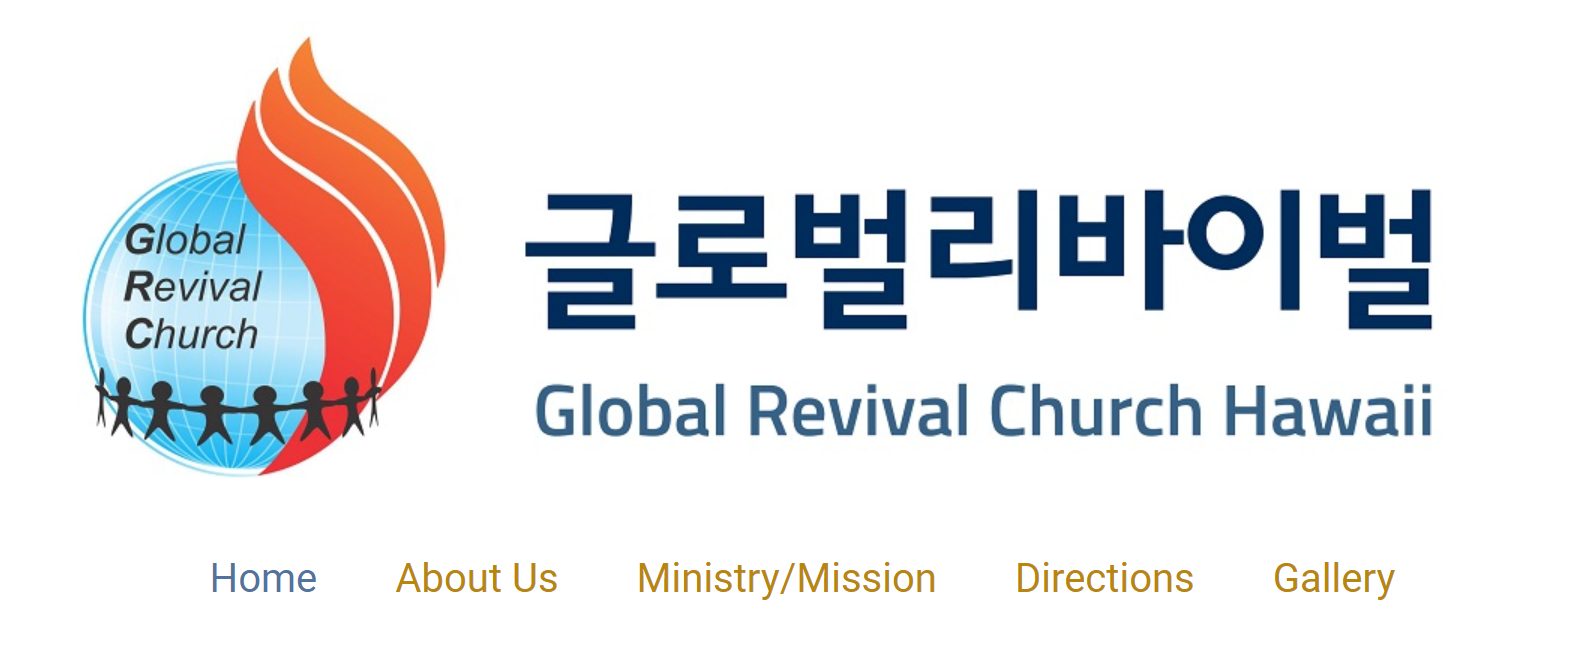 Global
Revival
Church
글로벌리바이벌
Global Revival Church Hawaii
Home About Us Ministry/Mission Directions Gallery